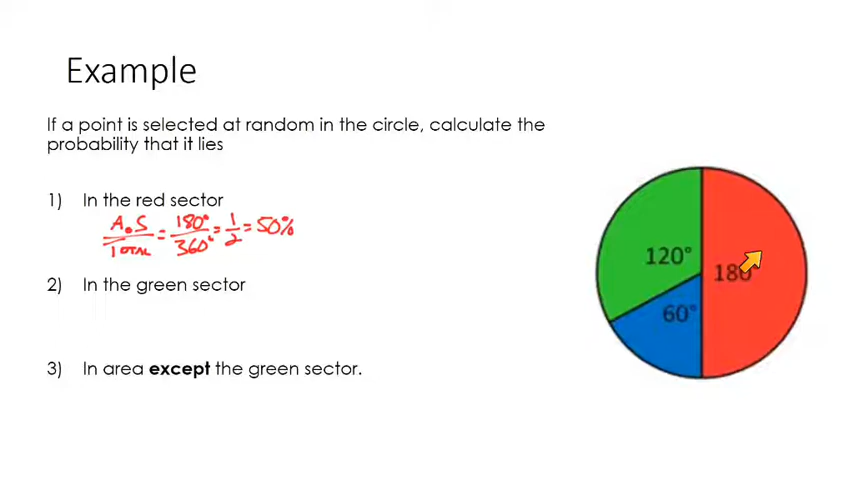 Example
If a point is selected at random in the circle, calculate the
probability that it lies
1) In the red sector
A.o.S / TOTAL = 180° / 360° = 1 / 2 = 50%
2) In the green sector
3) In area except the green sector.
120°
180
60°